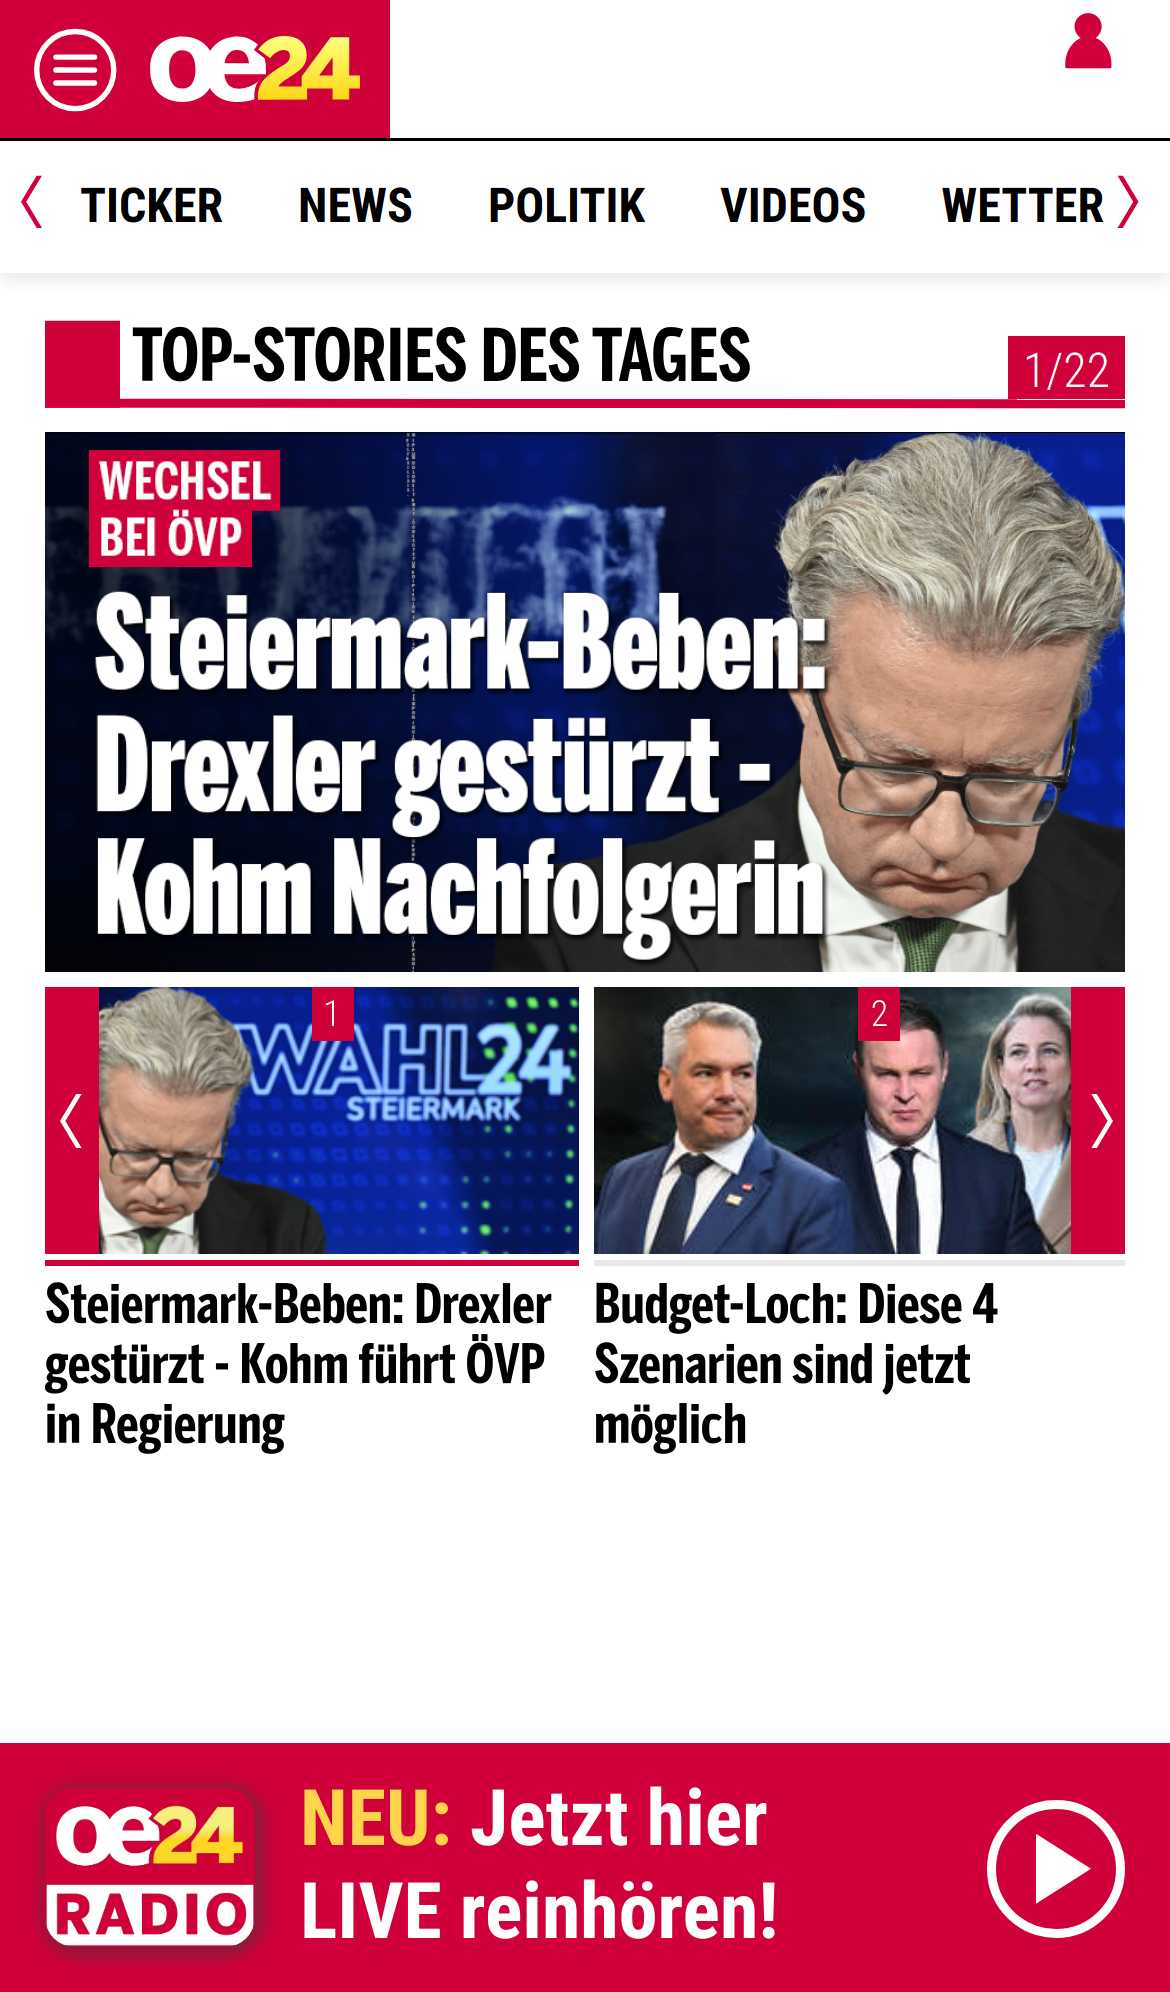 oe24
TICKER NEWS POLITIK VIDEOS WETTER
TOP-STORIES DES TAGES
1/22
WECHSEL
BEI ÖVP
Steiermark-Beben:
Drexler gestürzt -
Kohm Nachfolgerin
1
WAHL24
STEIERMARK
2
Steiermark-Beben: Drexler
gestürzt - Kohm führt ÖVP
in Regierung
Budget-Loch: Diese 4
Szenarien sind jetzt
möglich
oe24
RADIO
NEU: Jetzt hier
LIVE reinhören!